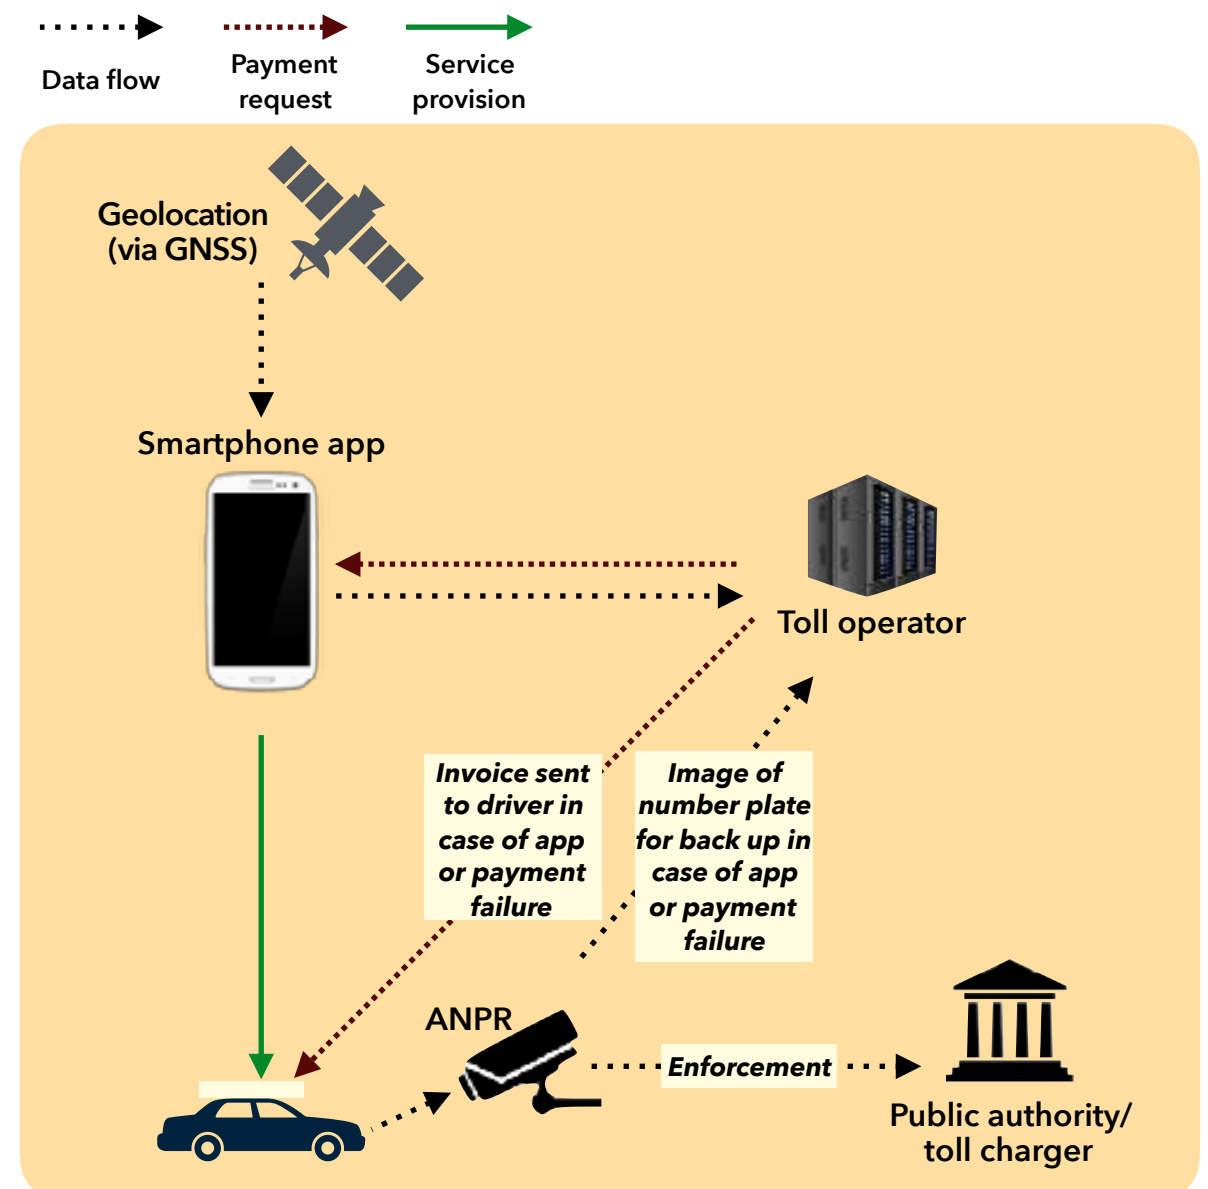 Data flow
Payment
request
Service
provision
Geolocation
(via GNSS)
Smartphone app
Toll operator
Invoice sent
to driver in
case of app
or payment
failure
Image of
number plate
for back up in
case of app
or payment
failure
ANPR
Enforcement
Public authority/
toll charger